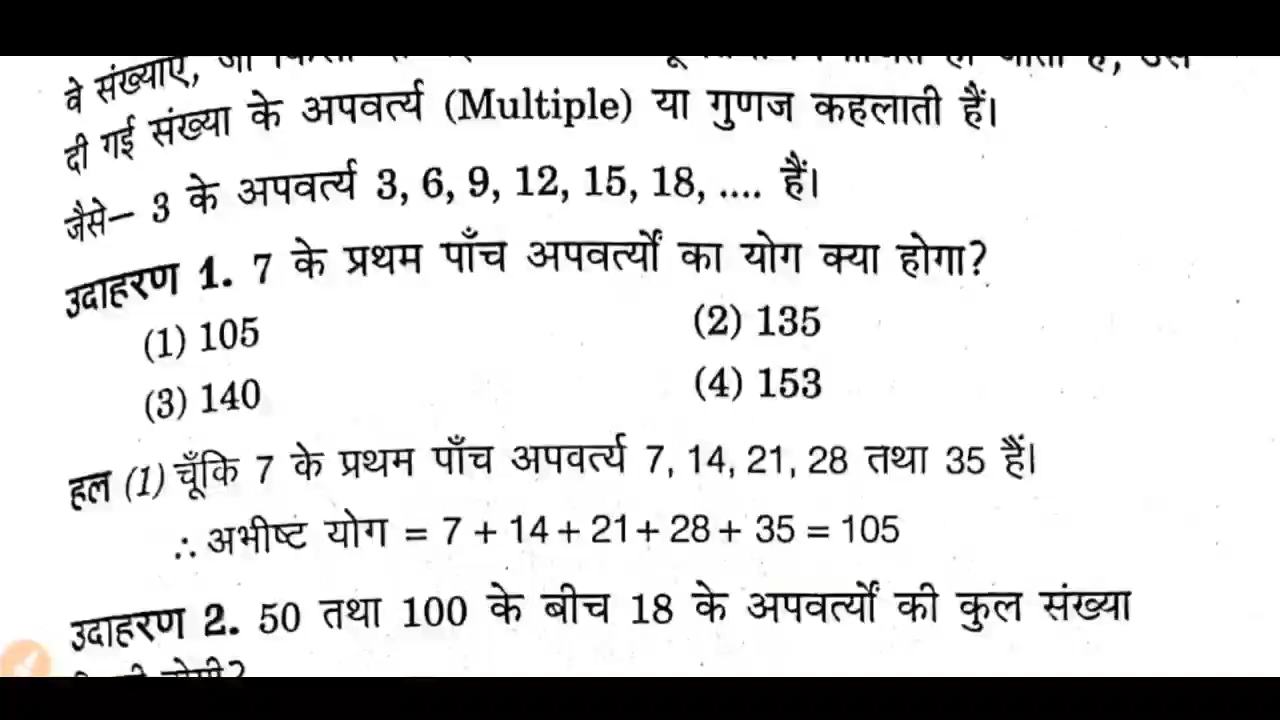 वे संख्याएँ, जो किसी
दी गई संख्या के अपवर्त्य (Multiple) या गुणज कहलाती हैं।
जैसे– 3 के अपवर्त्य 3, 6, 9, 12, 15, 18, .... हैं।
उदाहरण 1. 7 के प्रथम पाँच अपवर्त्यों का योग क्या होगा?
(1) 105 (2) 135
(3) 140 (4) 153
हल (1) चूँकि 7 के प्रथम पाँच अपवर्त्य 7, 14, 21, 28 तथा 35 हैं।
∴ अभीष्ट योग = 7 + 14 + 21 + 28 + 35 = 105
उदाहरण 2. 50 तथा 100 के बीच 18 के अपवर्त्यों की कुल संख्या